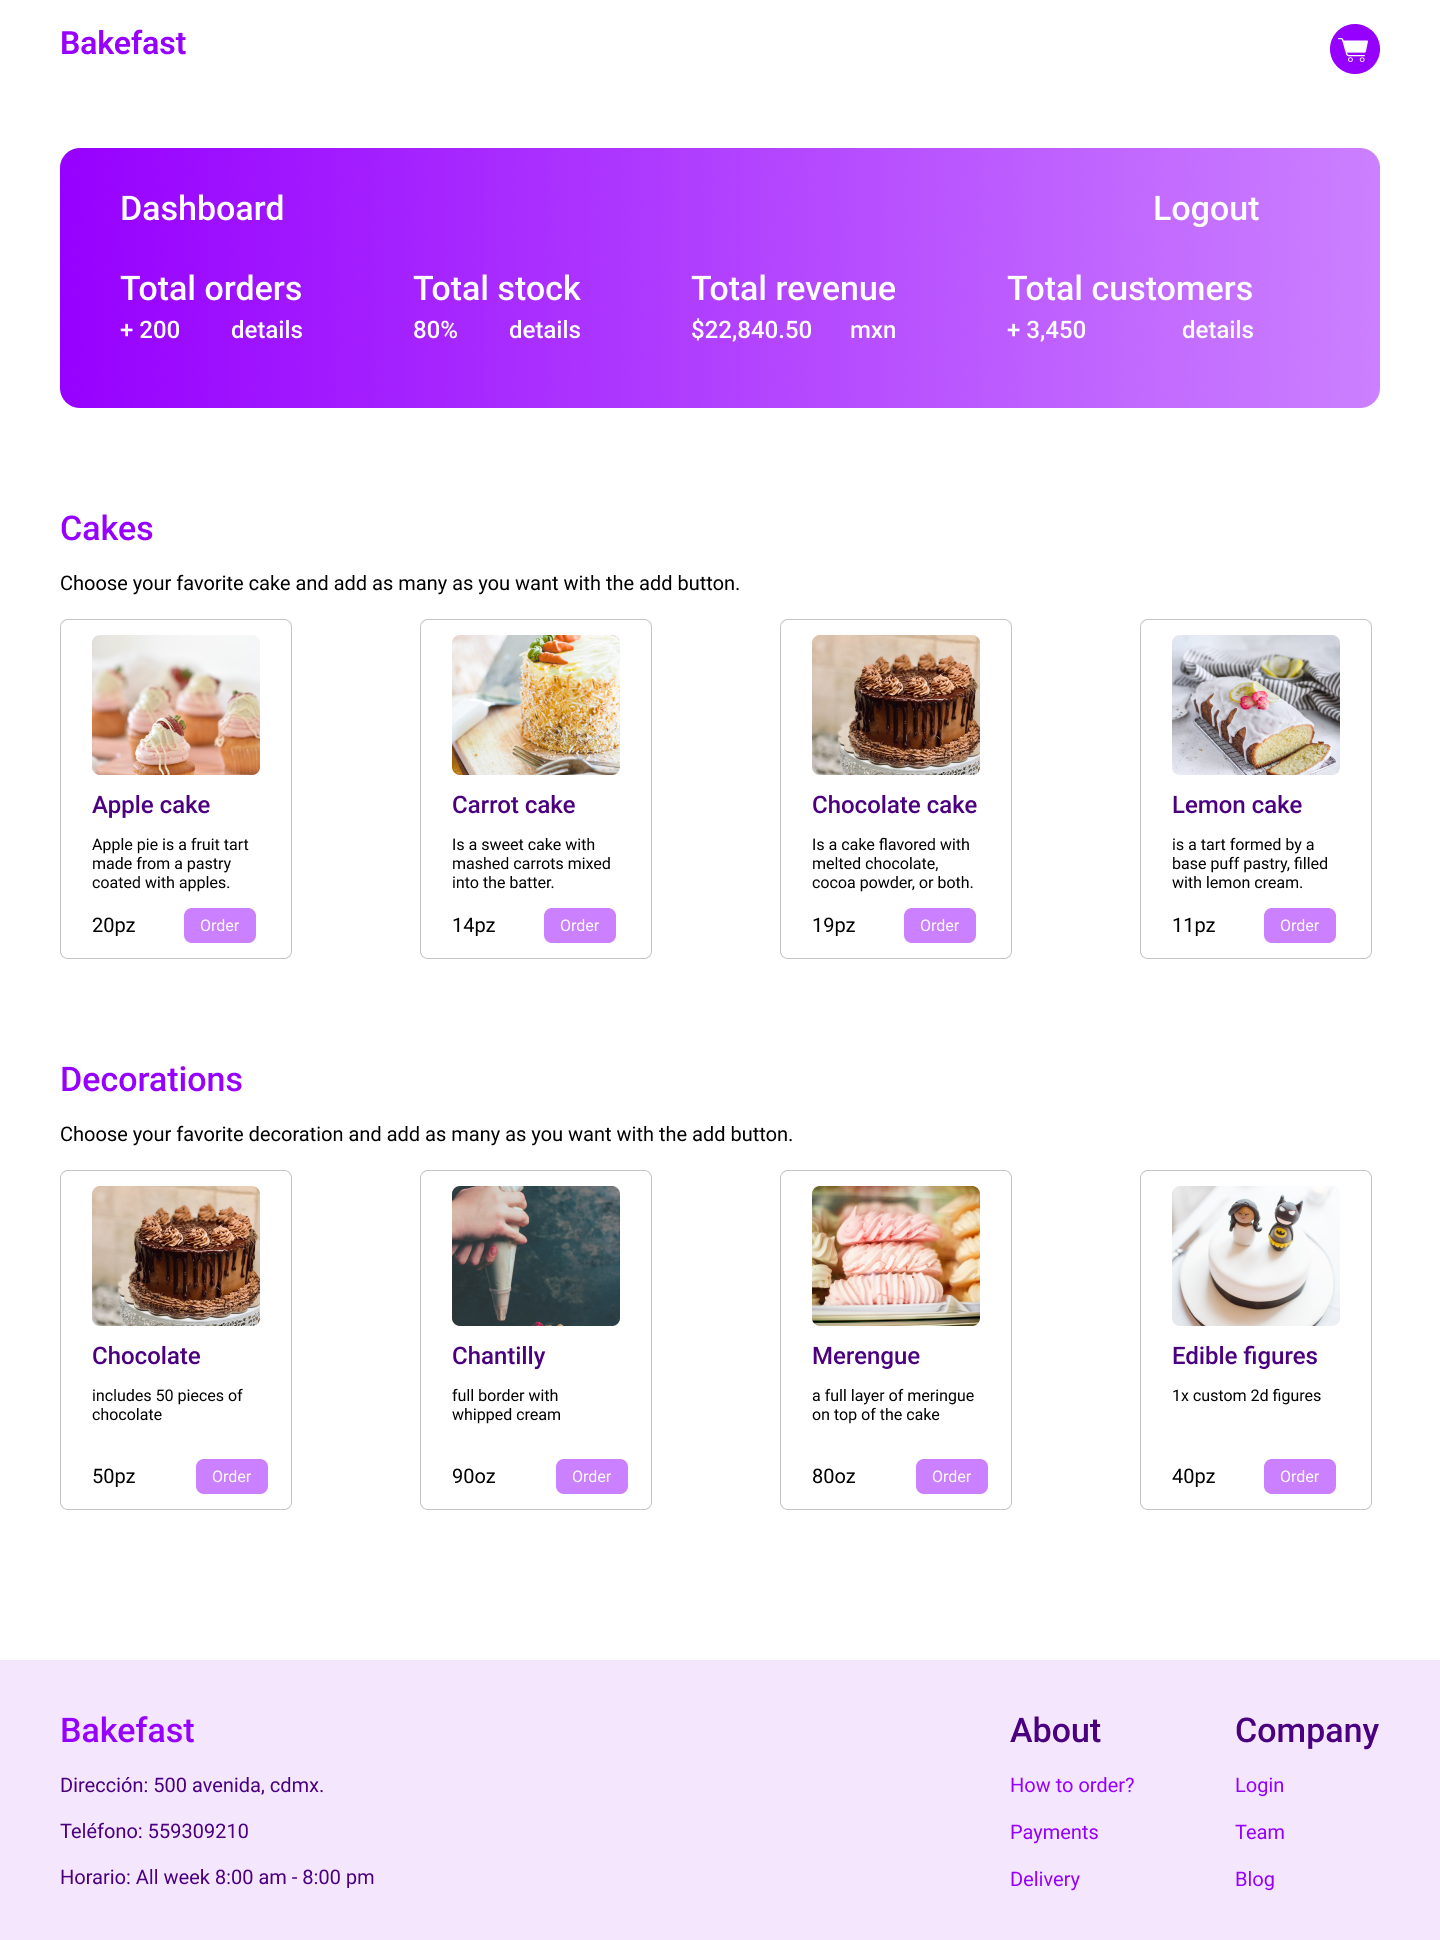 Bakefast
Dashboard
Logout
Total orders
+ 200 details
Total stock
80% details
Total revenue
$22,840.50 mxn
Total customers
+ 3,450 details
Cakes
Choose your favorite cake and add as many as you want with the add button.
Apple cake
Apple pie is a fruit tart
made from a pastry
coated with apples.
20pz Order
Carrot cake
Is a sweet cake with
mashed carrots mixed
into the batter.
14pz Order
Chocolate cake
Is a cake flavored with
melted chocolate,
cocoa powder, or both.
19pz Order
Lemon cake
is a tart formed by a
base puff pastry, filled
with lemon cream.
11pz Order
Decorations
Choose your favorite decoration and add as many as you want with the add button.
Chocolate
includes 50 pieces of
chocolate
50pz Order
Chantilly
full border with
whipped cream
90oz Order
Merengue
a full layer of meringue
on top of the cake
80oz Order
Edible figures
1x custom 2d figures
40pz Order
Bakefast
Dirección: 500 avenida, cdmx.
Teléfono: 559309210
Horario: All week 8:00 am - 8:00 pm
About
How to order?
Payments
Delivery
Company
Login
Team
Blog